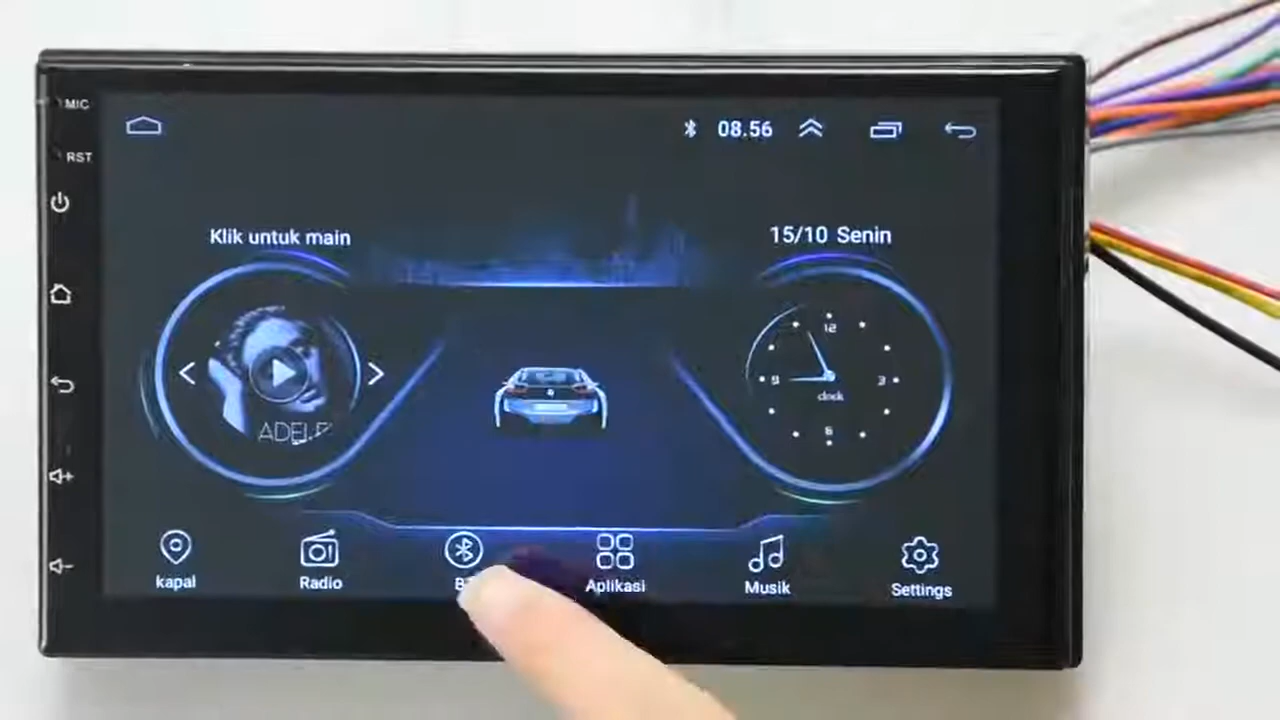 MIC
08.56
RST
Klik untuk main
15/10 Senin
12
3
9
clock
6
ADELE
kapal
Radio
Aplikasi
Musik
Settings